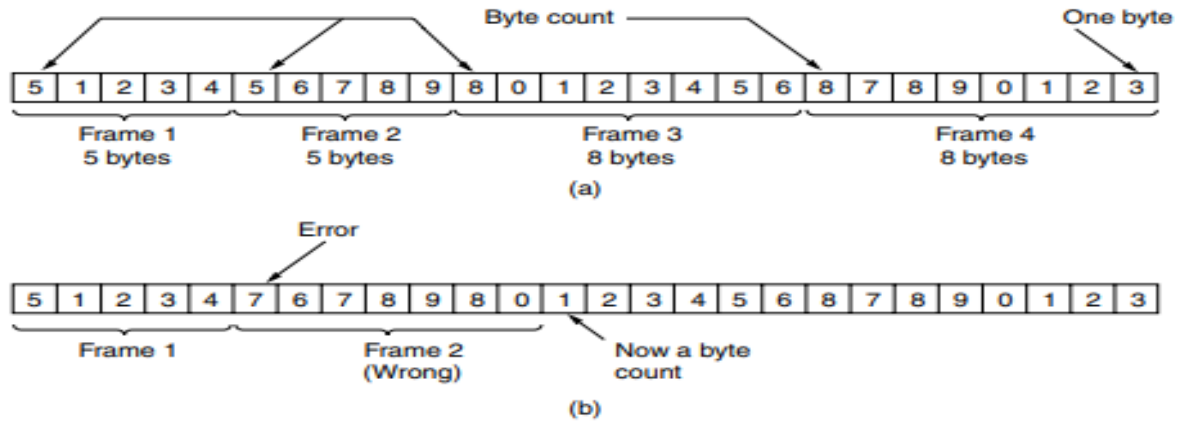 Byte count One byte
5 1 2 3 4 5 6 7 8 9 8 0 1 2 3 4 5 6 8 7 8 9 0 1 2 3
Frame 1 Frame 2 Frame 3 Frame 4
5 bytes 5 bytes 8 bytes 8 bytes
(a)
Error
5 1 2 3 4 7 6 7 8 9 8 0 1 2 3 4 5 6 8 7 8 9 0 1 2 3
Frame 1 Frame 2 Now a byte
(Wrong) count
(b)